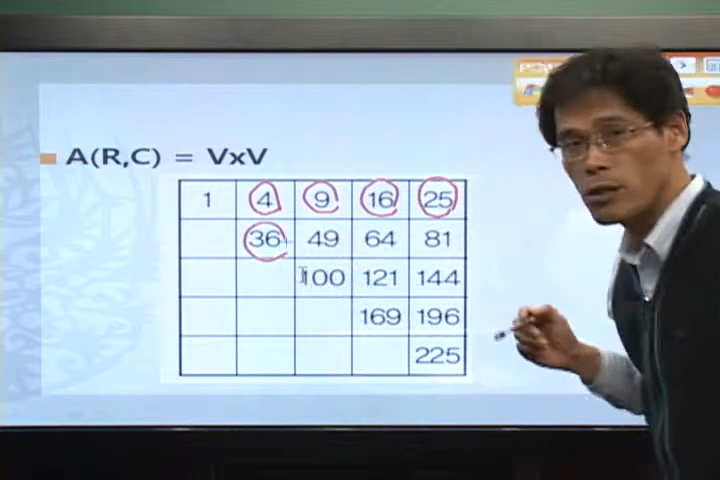 A(R,C) = VxV
1 4 9 16 25
36 49 64 81
100 121 144
169 196
225